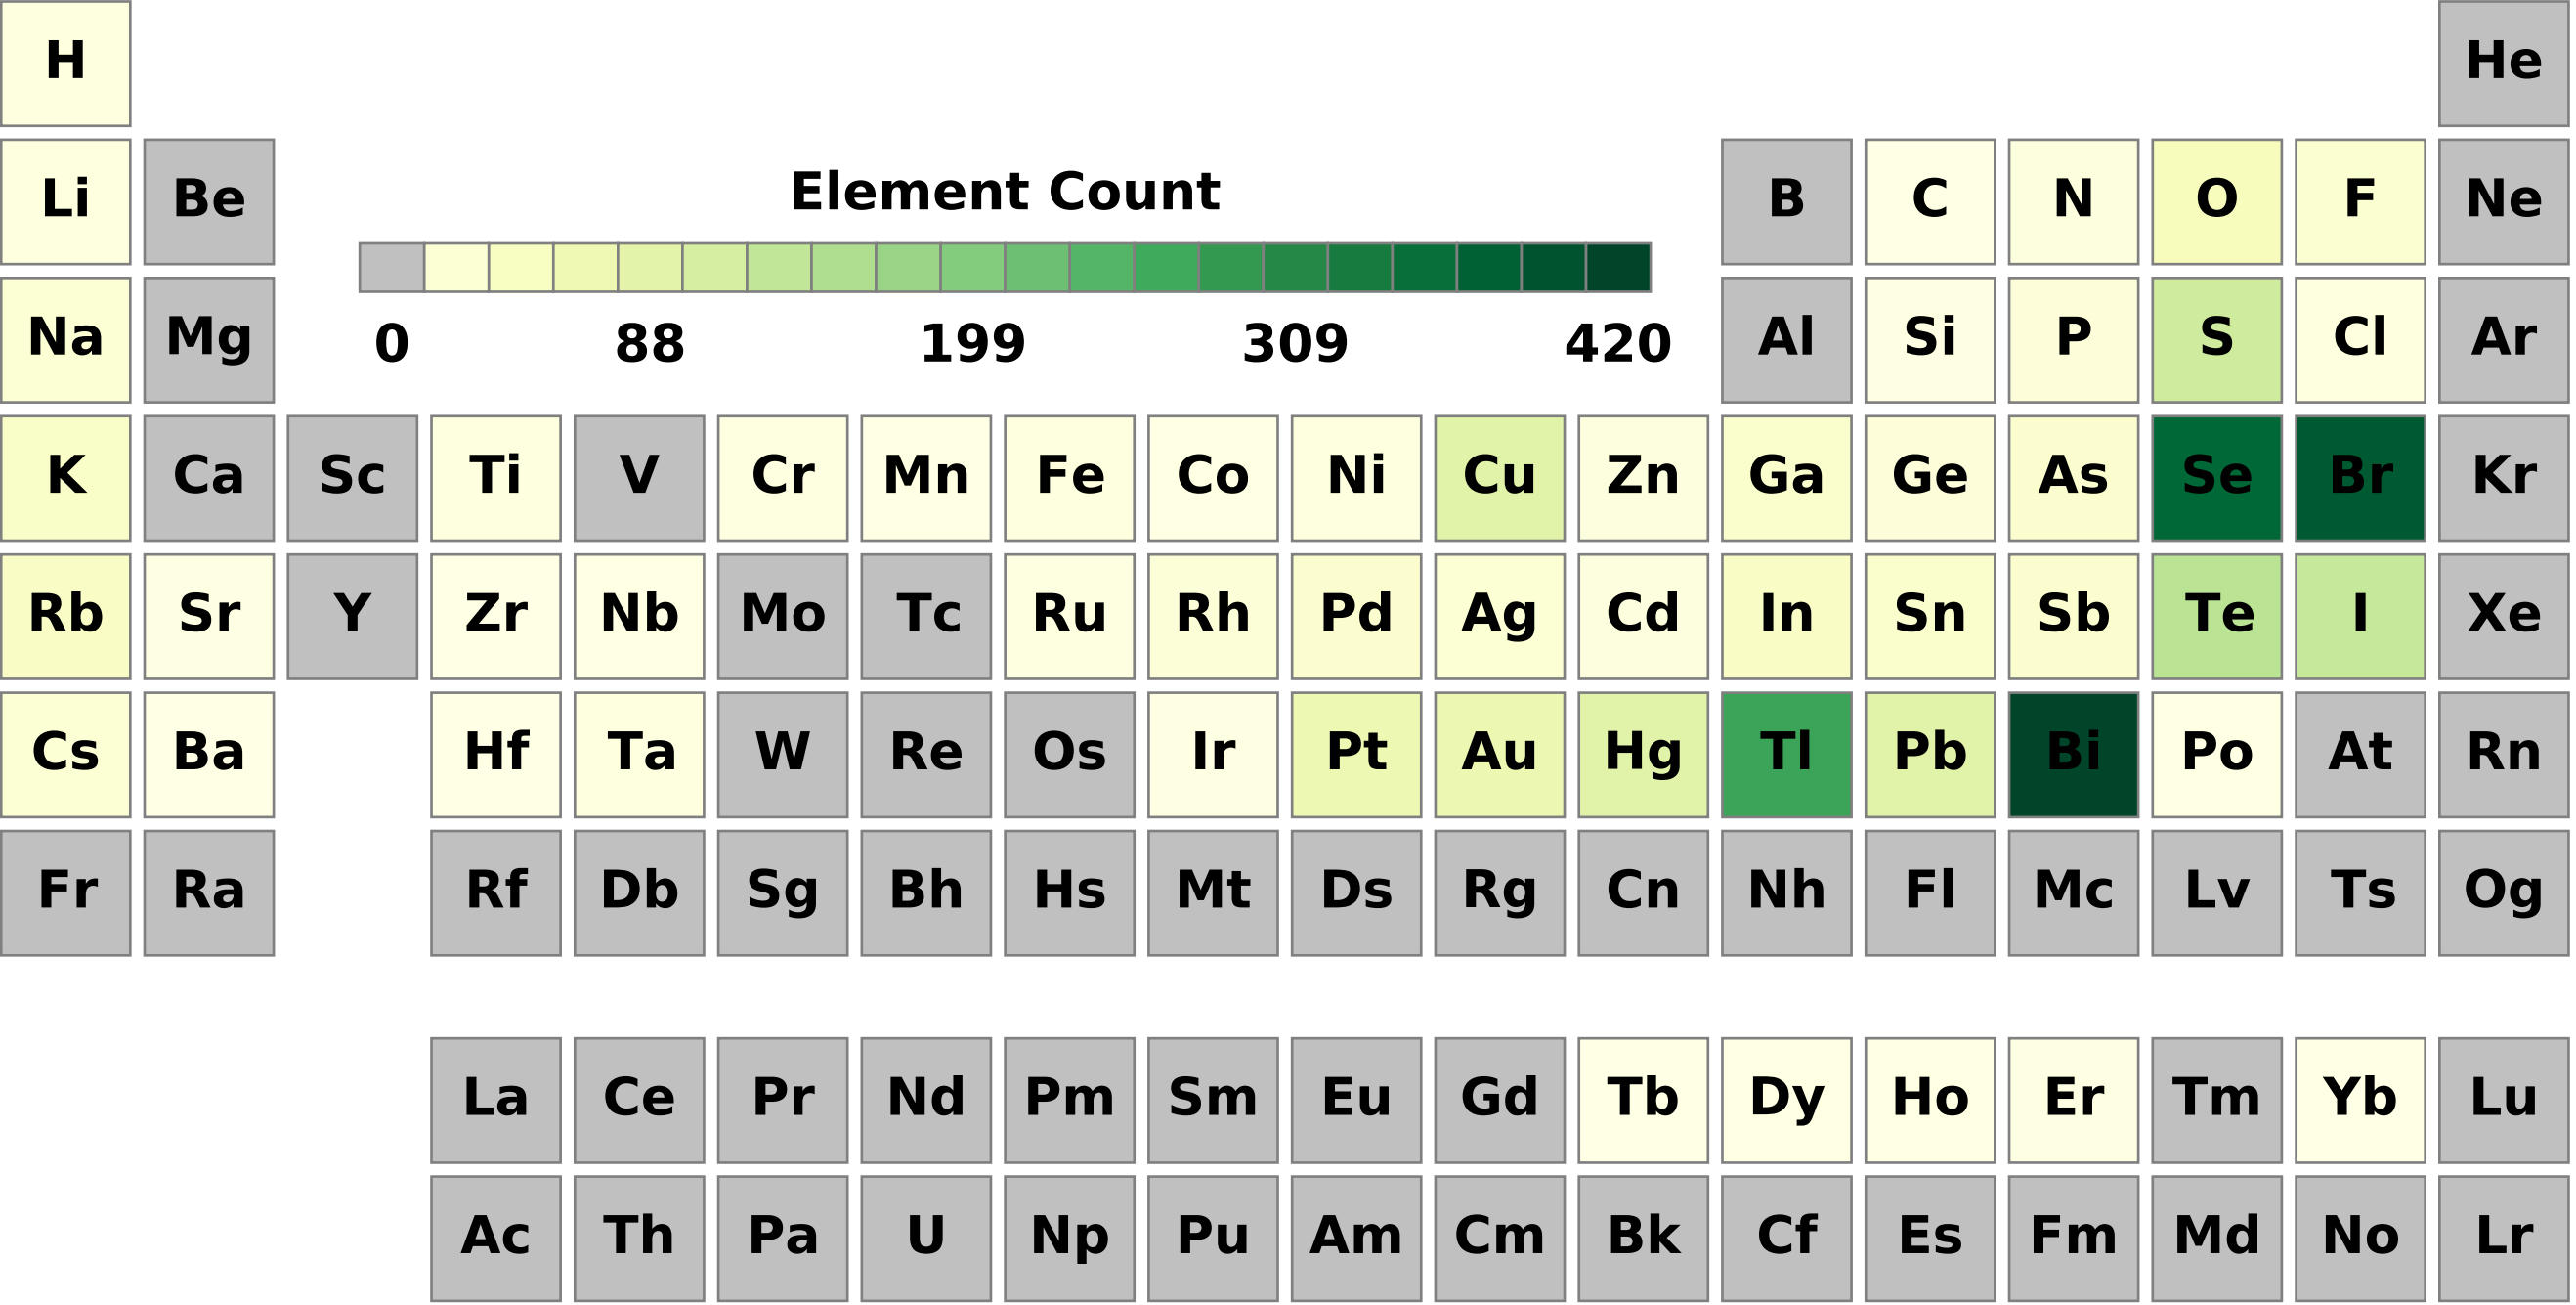 H He
Li Be B C N O F Ne
Element Count
Na Mg Al Si P S Cl Ar
0 88 199 309 420
K Ca Sc Ti V Cr Mn Fe Co Ni Cu Zn Ga Ge As Se Br Kr
Rb Sr Y Zr Nb Mo Tc Ru Rh Pd Ag Cd In Sn Sb Te I Xe
Cs Ba Hf Ta W Re Os Ir Pt Au Hg Tl Pb Bi Po At Rn
Fr Ra Rf Db Sg Bh Hs Mt Ds Rg Cn Nh Fl Mc Lv Ts Og
La Ce Pr Nd Pm Sm Eu Gd Tb Dy Ho Er Tm Yb Lu
Ac Th Pa U Np Pu Am Cm Bk Cf Es Fm Md No Lr